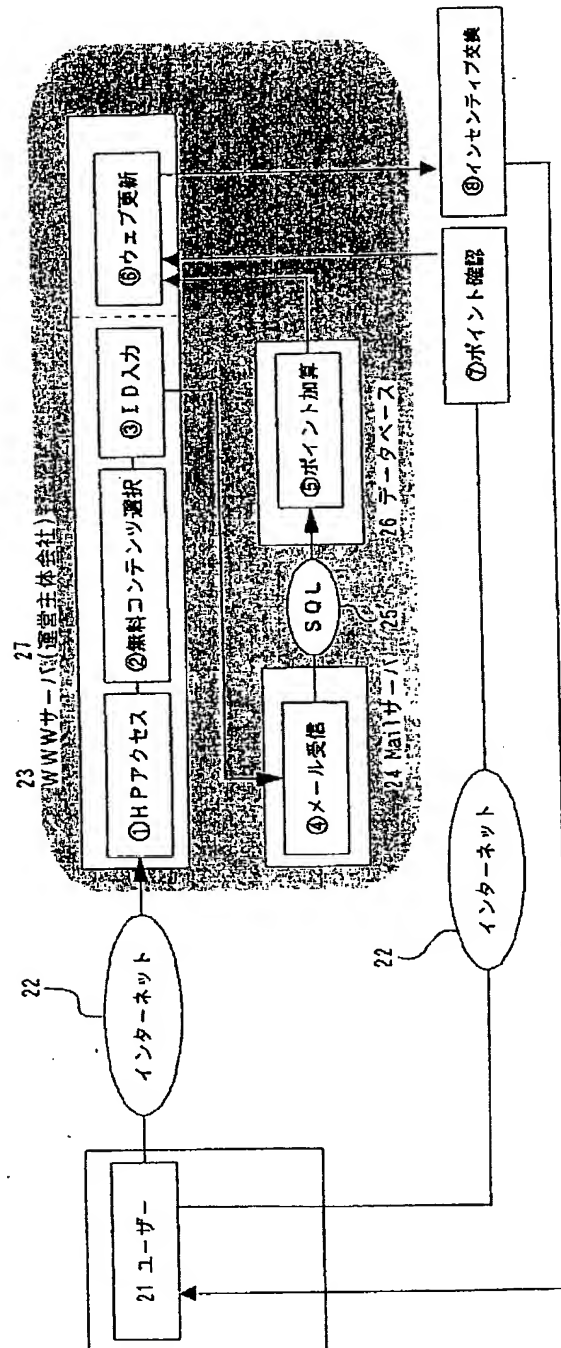 23
27
WWWサーバ(運営主体会社)
①HPアクセス
②無料コンテンツ選択
③ID入力
⑥ウェブ更新
22
インターネット
21 ユーザー
④メール受信
SQL
⑤ポイント加算
24 Mailサーバ
25
26 データベース
22
インターネット
⑦ポイント確認
⑧インセンティブ交換